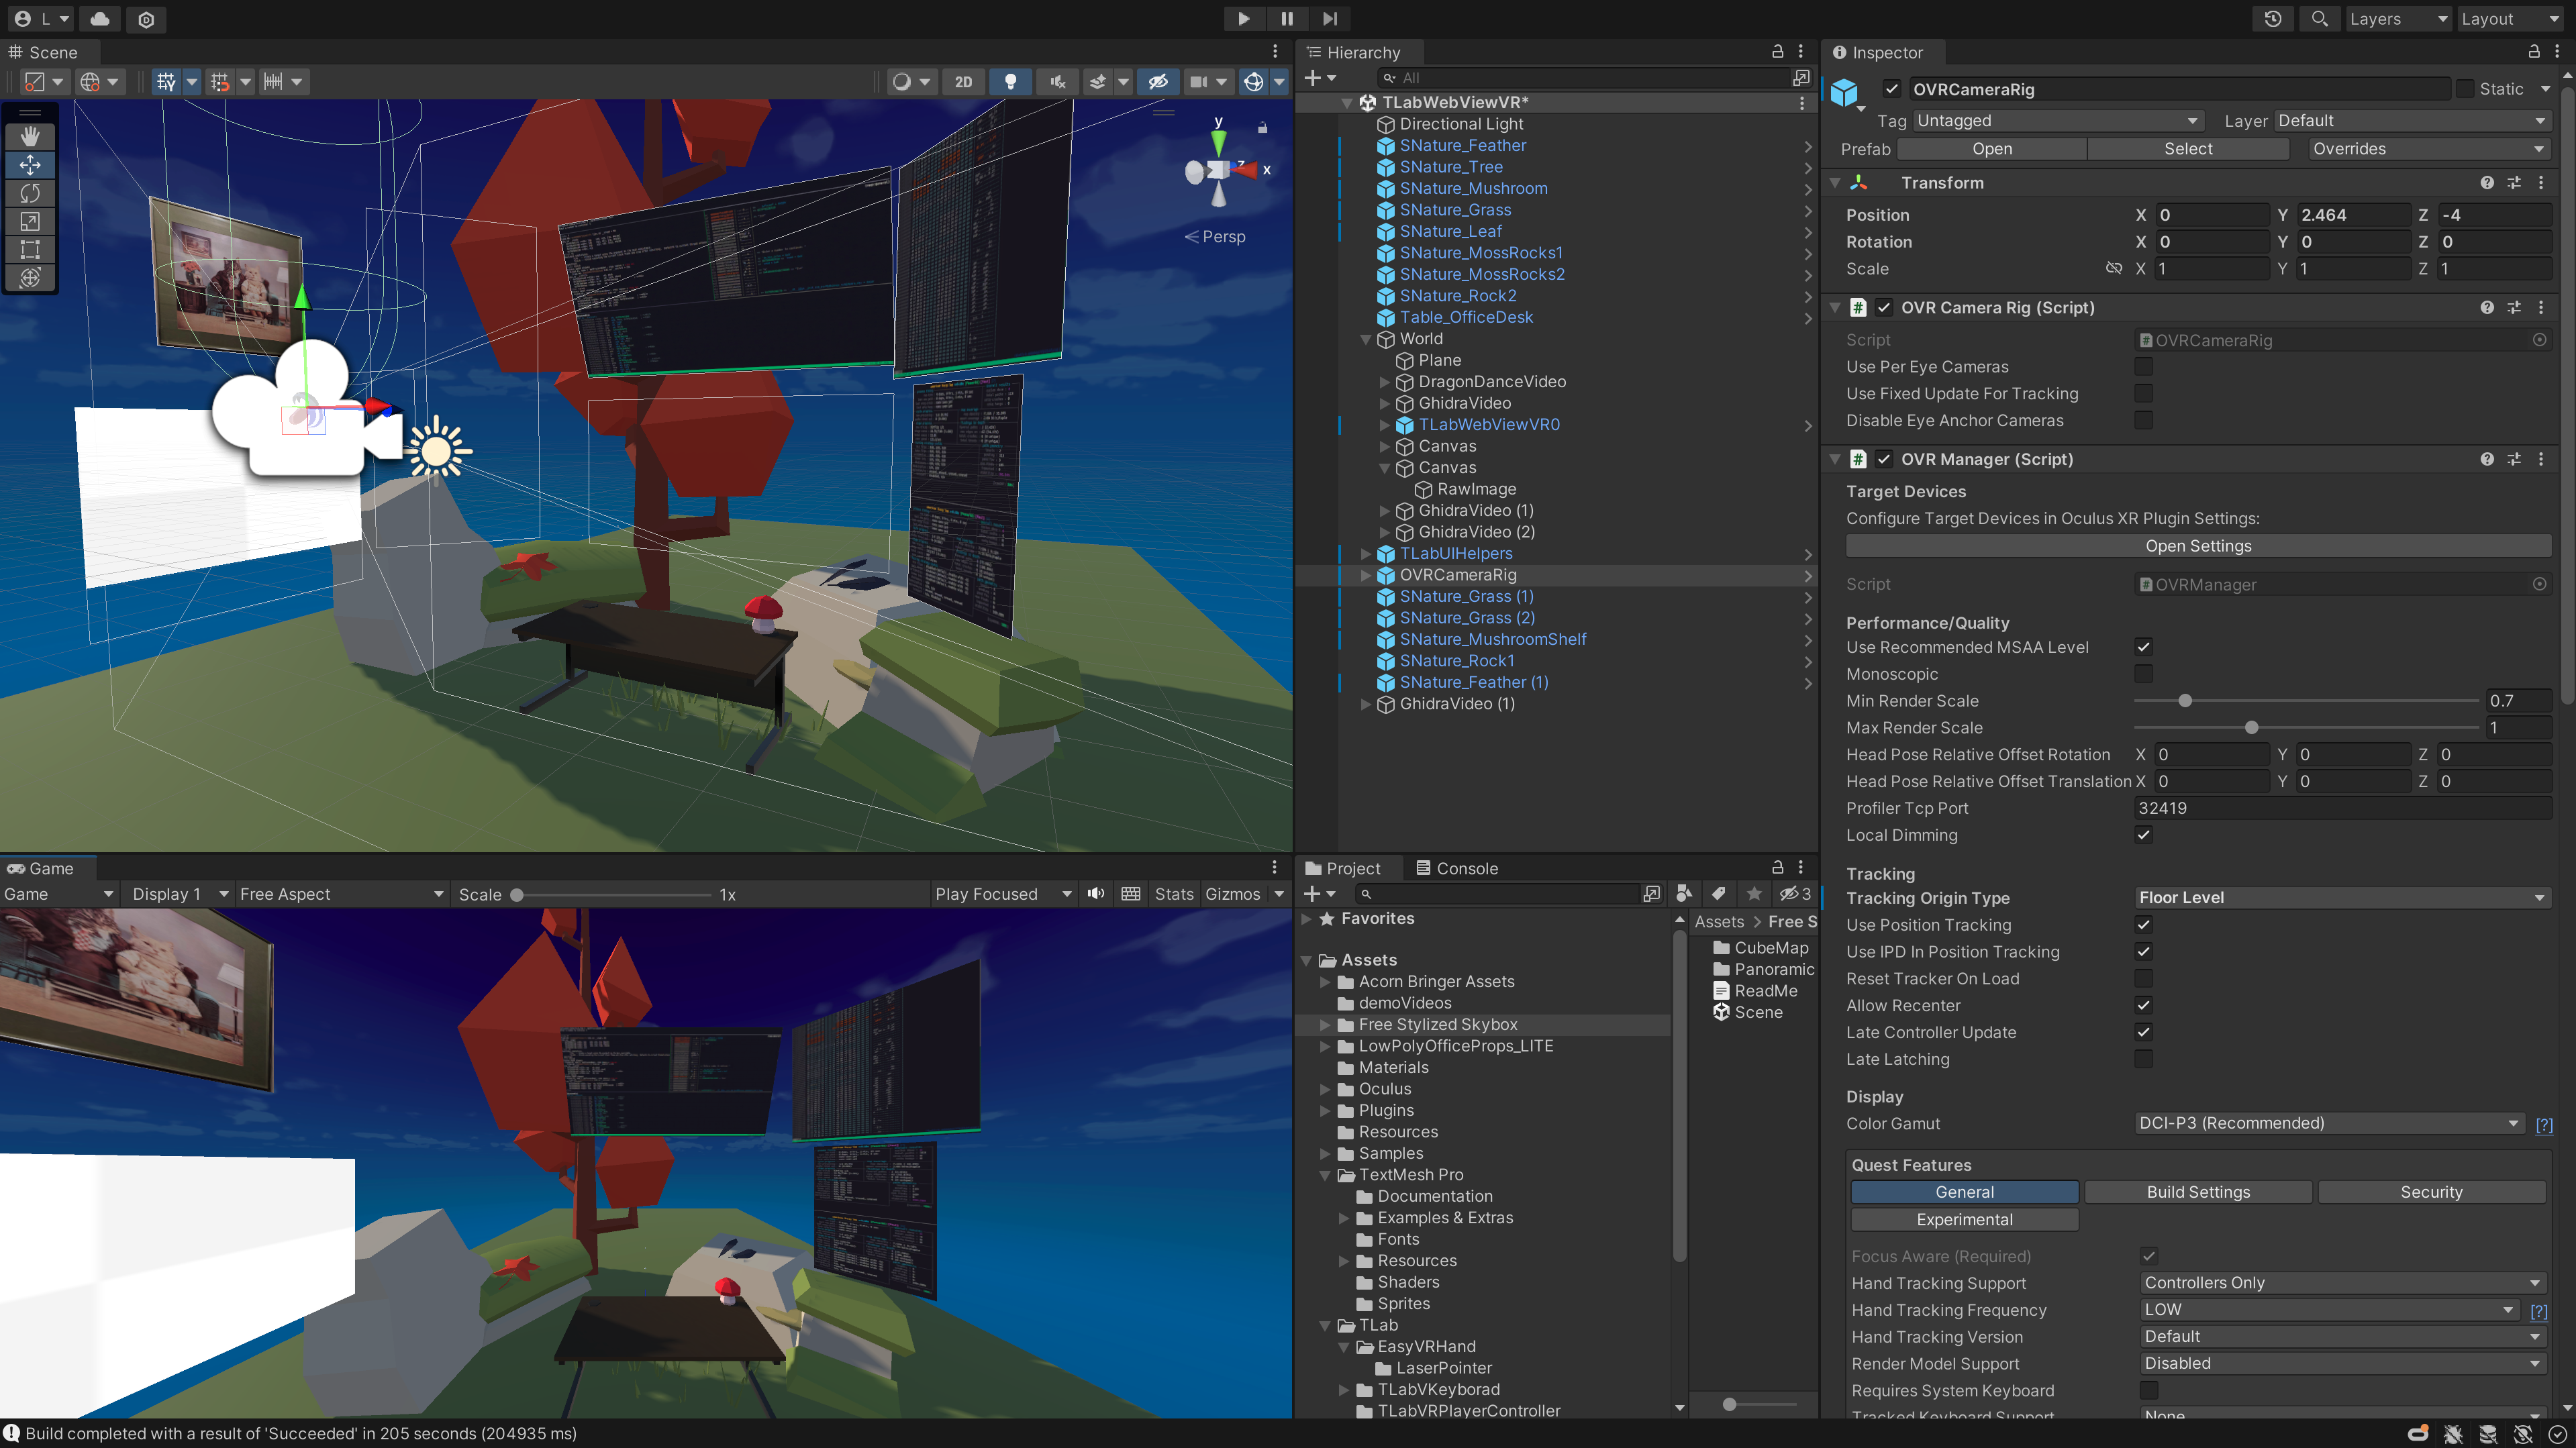 L
Layers
Layout
Scene
2D
y
x
z
Persp
Hierarchy
All
TLabWebViewVR*
Directional Light
SNature_Feather
SNature_Tree
SNature_Mushroom
SNature_Grass
SNature_Leaf
SNature_MossRocks1
SNature_MossRocks2
SNature_Rock2
Table_OfficeDesk
World
Plane
DragonDanceVideo
GhidraVideo
TLabWebViewVR0
Canvas
Canvas
RawImage
GhidraVideo (1)
GhidraVideo (2)
TLabUIHelpers
OVRCameraRig
SNature_Grass (1)
SNature_Grass (2)
SNature_MushroomShelf
SNature_Rock1
SNature_Feather (1)
GhidraVideo (1)
Inspector
OVRCameraRig
Static
Tag Untagged Layer Default
Prefab Open Select Overrides
Transform
Position X 0 Y 2.464 Z -4
Rotation X 0 Y 0 Z 0
Scale X 1 Y 1 Z 1
OVR Camera Rig (Script)
Script OVRCameraRig
Use Per Eye Cameras
Use Fixed Update For Tracking
Disable Eye Anchor Cameras
OVR Manager (Script)
Target Devices
Configure Target Devices in Oculus XR Plugin Settings:
Open Settings
Script OVRManager
Performance/Quality
Use Recommended MSAA Level
Monoscopic
Min Render Scale 0.7
Max Render Scale 1
Head Pose Relative Offset Rotation X 0 Y 0 Z 0
Head Pose Relative Offset Translation X 0 Y 0 Z 0
Profiler Tcp Port 32419
Local Dimming
Tracking
Tracking Origin Type Floor Level
Use Position Tracking
Use IPD In Position Tracking
Reset Tracker On Load
Allow Recenter
Late Controller Update
Late Latching
Display
Color Gamut DCI-P3 (Recommended) [?]
Quest Features
General Build Settings Security
Experimental
Focus Aware (Required)
Hand Tracking Support Controllers Only
Hand Tracking Frequency LOW [?]
Hand Tracking Version Default
Render Model Support Disabled
Requires System Keyboard
Tracked Keyboard Support None
Game
Game Display 1 Free Aspect Scale 1x Play Focused Stats Gizmos
Project Console
3
Favorites
Assets
Acorn Bringer Assets
demoVideos
Free Stylized Skybox
LowPolyOfficeProps_LITE
Materials
Oculus
Plugins
Resources
Samples
TextMesh Pro
Documentation
Examples & Extras
Fonts
Resources
Shaders
Sprites
TLab
EasyVRHand
LaserPointer
TLabVKeyborad
TLabVRPlayerController
Assets > Free S
CubeMap
Panoramic
ReadMe
Scene
Build completed with a result of 'Succeeded' in 205 seconds (204935 ms)